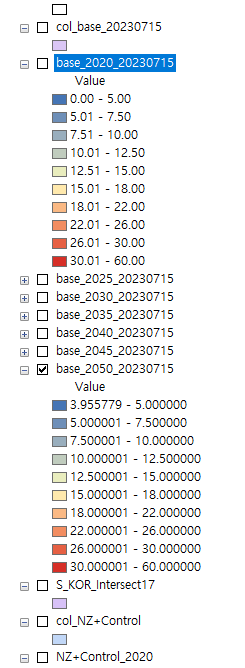 col_base_20230715
base_2020_20230715
Value
0.00 - 5.00
5.01 - 7.50
7.51 - 10.00
10.01 - 12.50
12.51 - 15.00
15.01 - 18.00
18.01 - 22.00
22.01 - 26.00
26.01 - 30.00
30.01 - 60.00
base_2025_20230715
base_2030_20230715
base_2035_20230715
base_2040_20230715
base_2045_20230715
base_2050_20230715
Value
3.955779 - 5.000000
5.000001 - 7.500000
7.500001 - 10.000000
10.000001 - 12.500000
12.500001 - 15.000000
15.000001 - 18.000000
18.000001 - 22.000000
22.000001 - 26.000000
26.000001 - 30.000000
30.000001 - 60.000000
S_KOR_Intersect17
col_NZ+Control
NZ+Control_2020